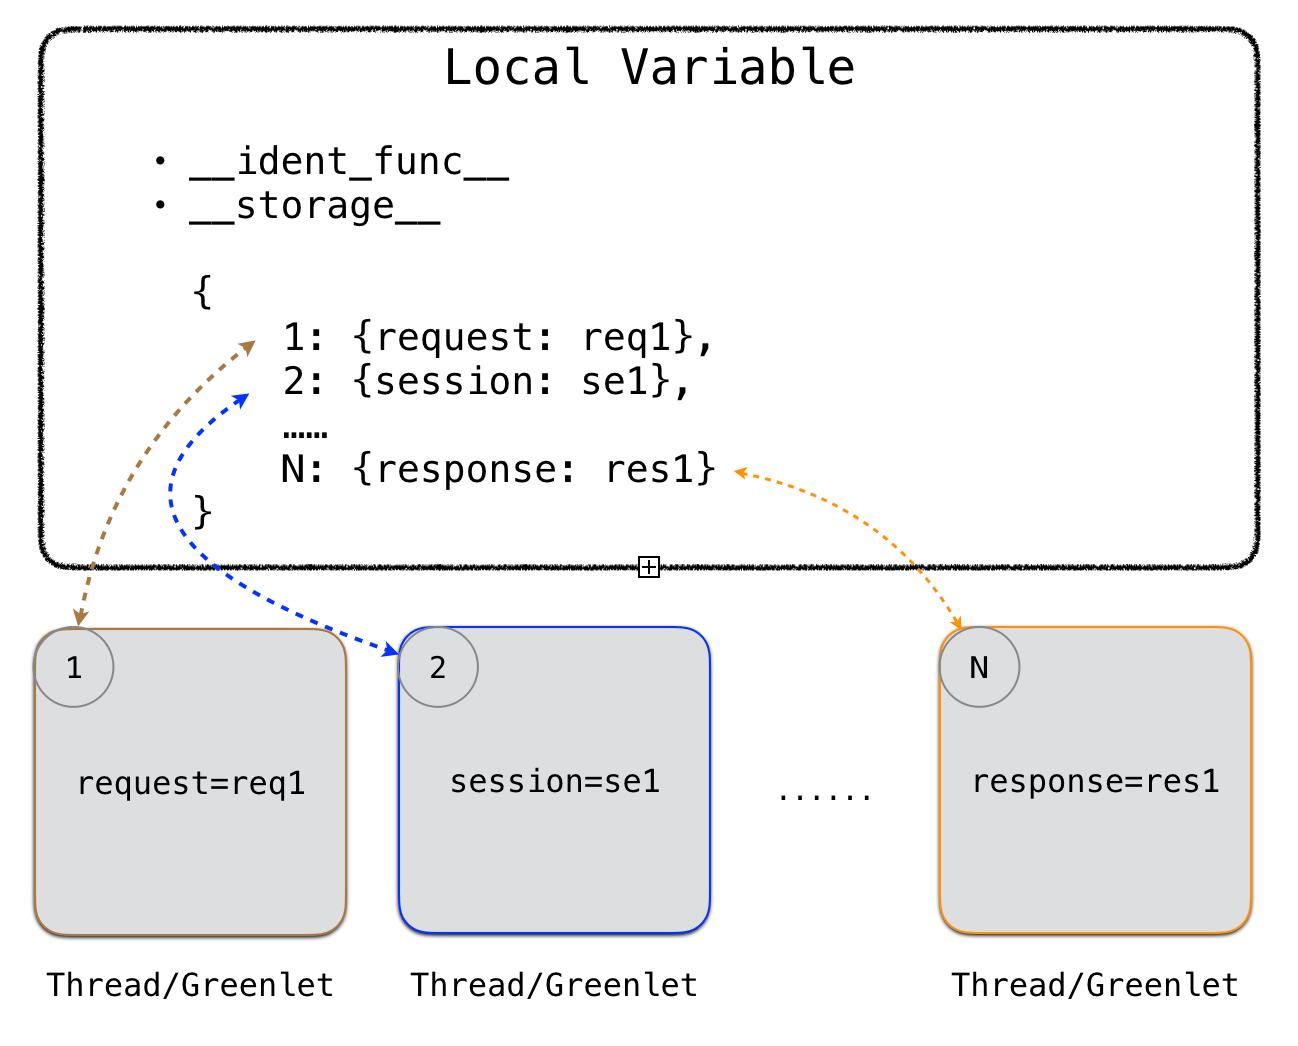 Local Variable
• __ident_func__
• __storage__
{
1: {request: req1},
2: {session: se1},
……
N: {response: res1}
}
1
2
N
request=req1
session=se1
......
response=res1
Thread/Greenlet
Thread/Greenlet
Thread/Greenlet